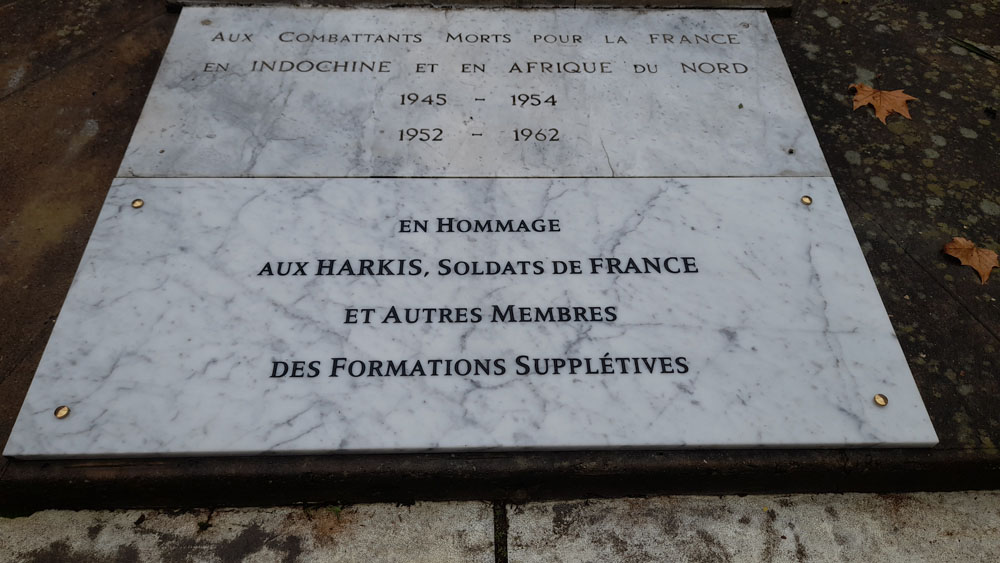 Aux Combattants Morts pour la FRANCE
en INDOCHINE et en AFRIQUE du NORD
1945 - 1954
1952 - 1962
en Hommage
aux HARKIS, Soldats de FRANCE
et Autres Membres
des Formations Supplétives